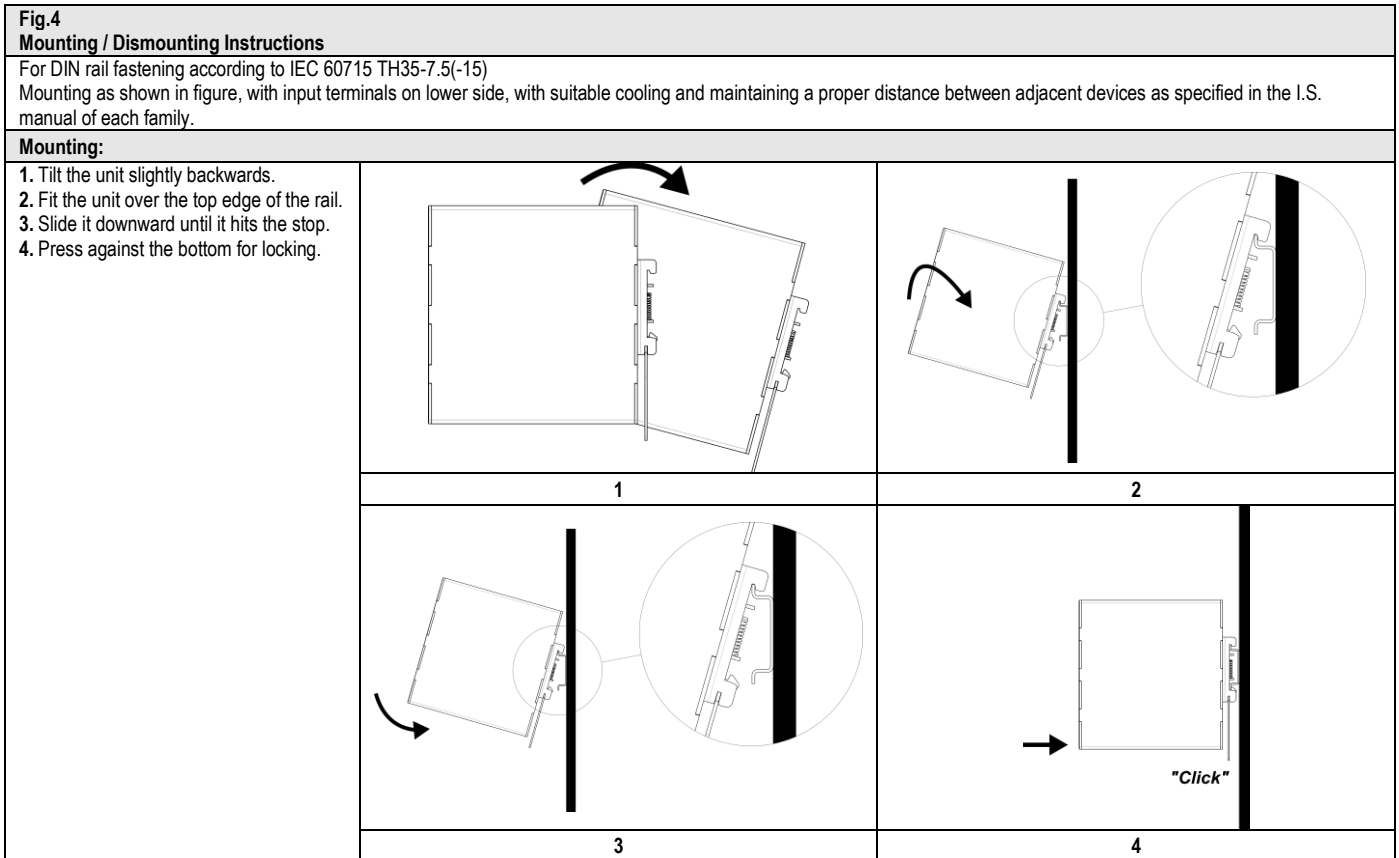 Fig.4
Mounting / Dismounting Instructions
For DIN rail fastening according to IEC 60715 TH35-7.5(-15)
Mounting as shown in figure, with input terminals on lower side, with suitable cooling and maintaining a proper distance between adjacent devices as specified in the I.S.
manual of each family.
Mounting:
1. Tilt the unit slightly backwards.
2. Fit the unit over the top edge of the rail.
3. Slide it downward until it hits the stop.
4. Press against the bottom for locking.
1
2
"Click"
3
4